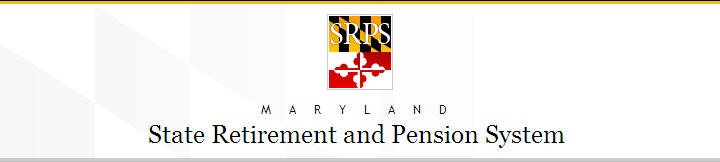 SRPS
MARYLAND
State Retirement and Pension System